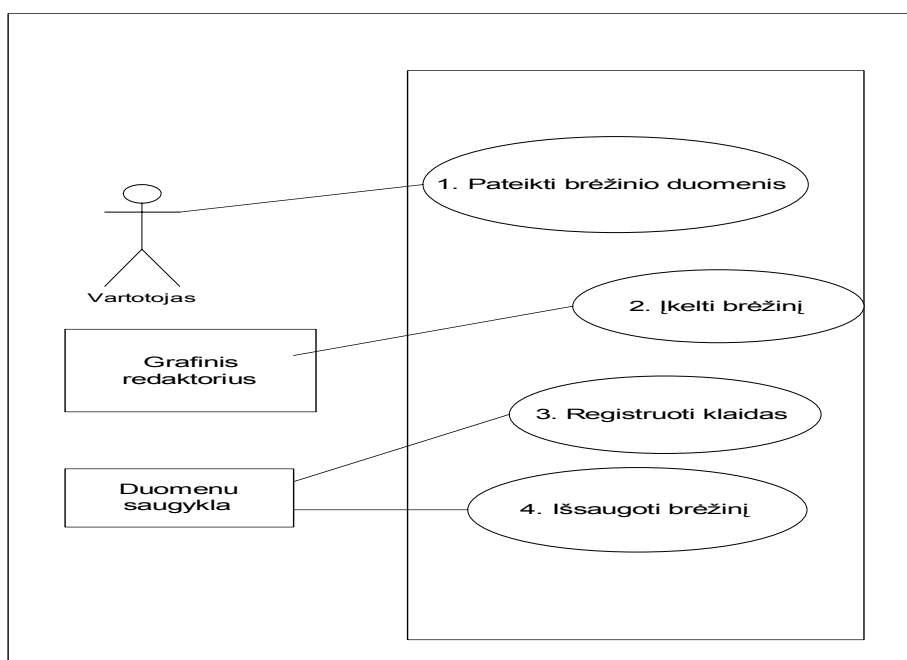 1. Pateikti brėžinio duomenis
Vartotojas
2. Įkelti brėžinį
Grafinis
redaktorius
3. Registruoti klaidas
Duomenu
saugykla
4. Išsaugoti brėžinį